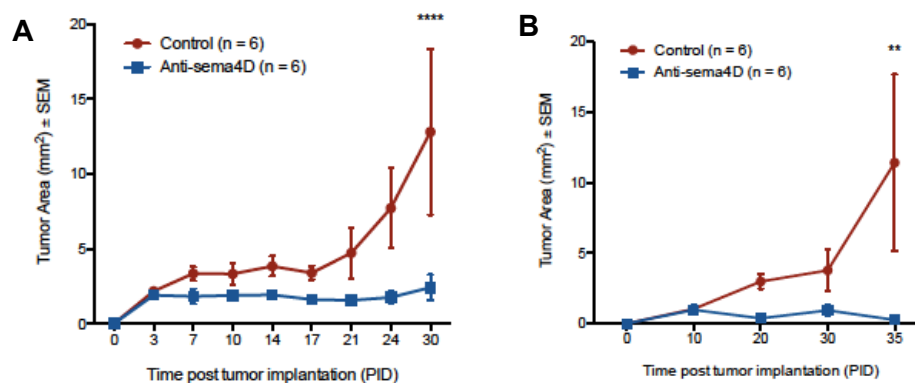 A
Tumor Area (mm²) ± SEM
20
15
10
5
0
Control (n = 6)
Anti-sema4D (n = 6)
****
0 3 7 10 14 17 21 24 30
Time post tumor implantation (PID)
B
Tumor Area (mm²) ± SEM
20
15
10
5
0
Control (n = 6)
Anti-sema4D (n = 6)
**
0 10 20 30 35
Time post tumor implantation (PID)